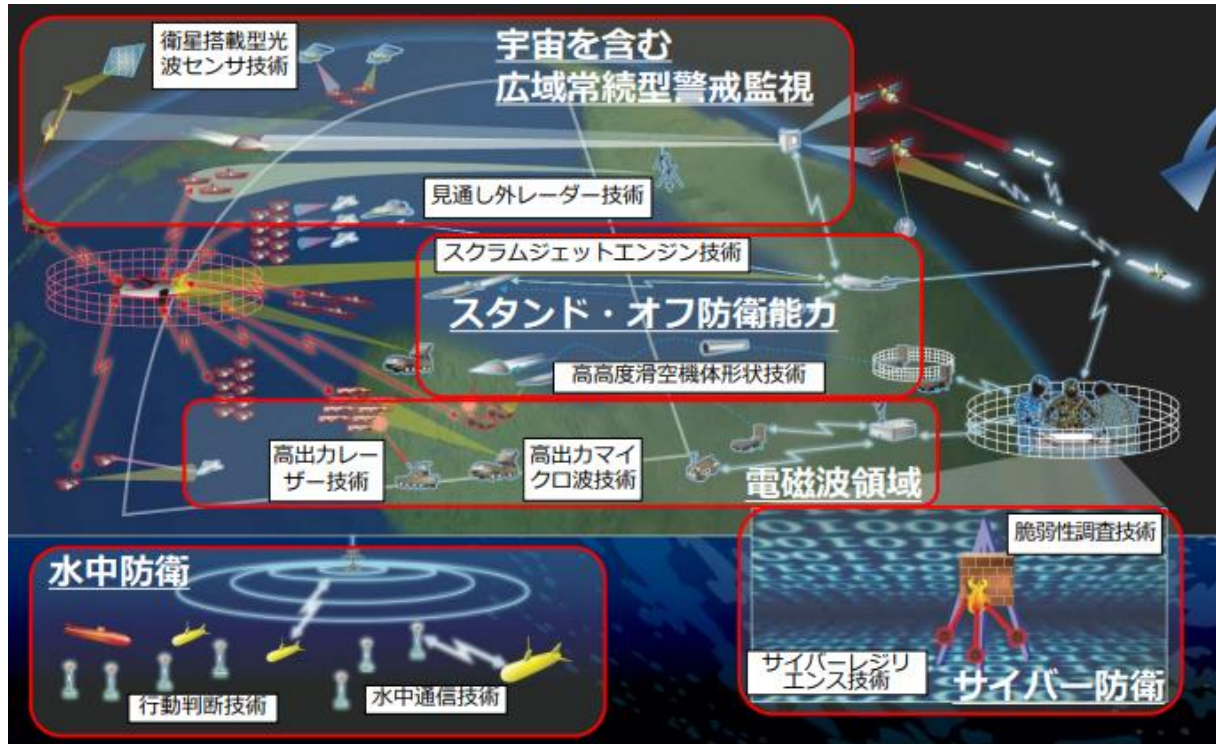 衛星搭載型光
波センサ技術
宇宙を含む
広域常続型警戒監視
見通し外レーダー技術
スクラムジェットエンジン技術
スタンド・オフ防衛能力
高高度滑空機体形状技術
高出力レー
ザー技術
高出力マイ
クロ波技術
電磁波領域
水中防衛
行動判断技術
水中通信技術
脆弱性調査技術
サイバーレジリ
エンス技術
サイバー防衛